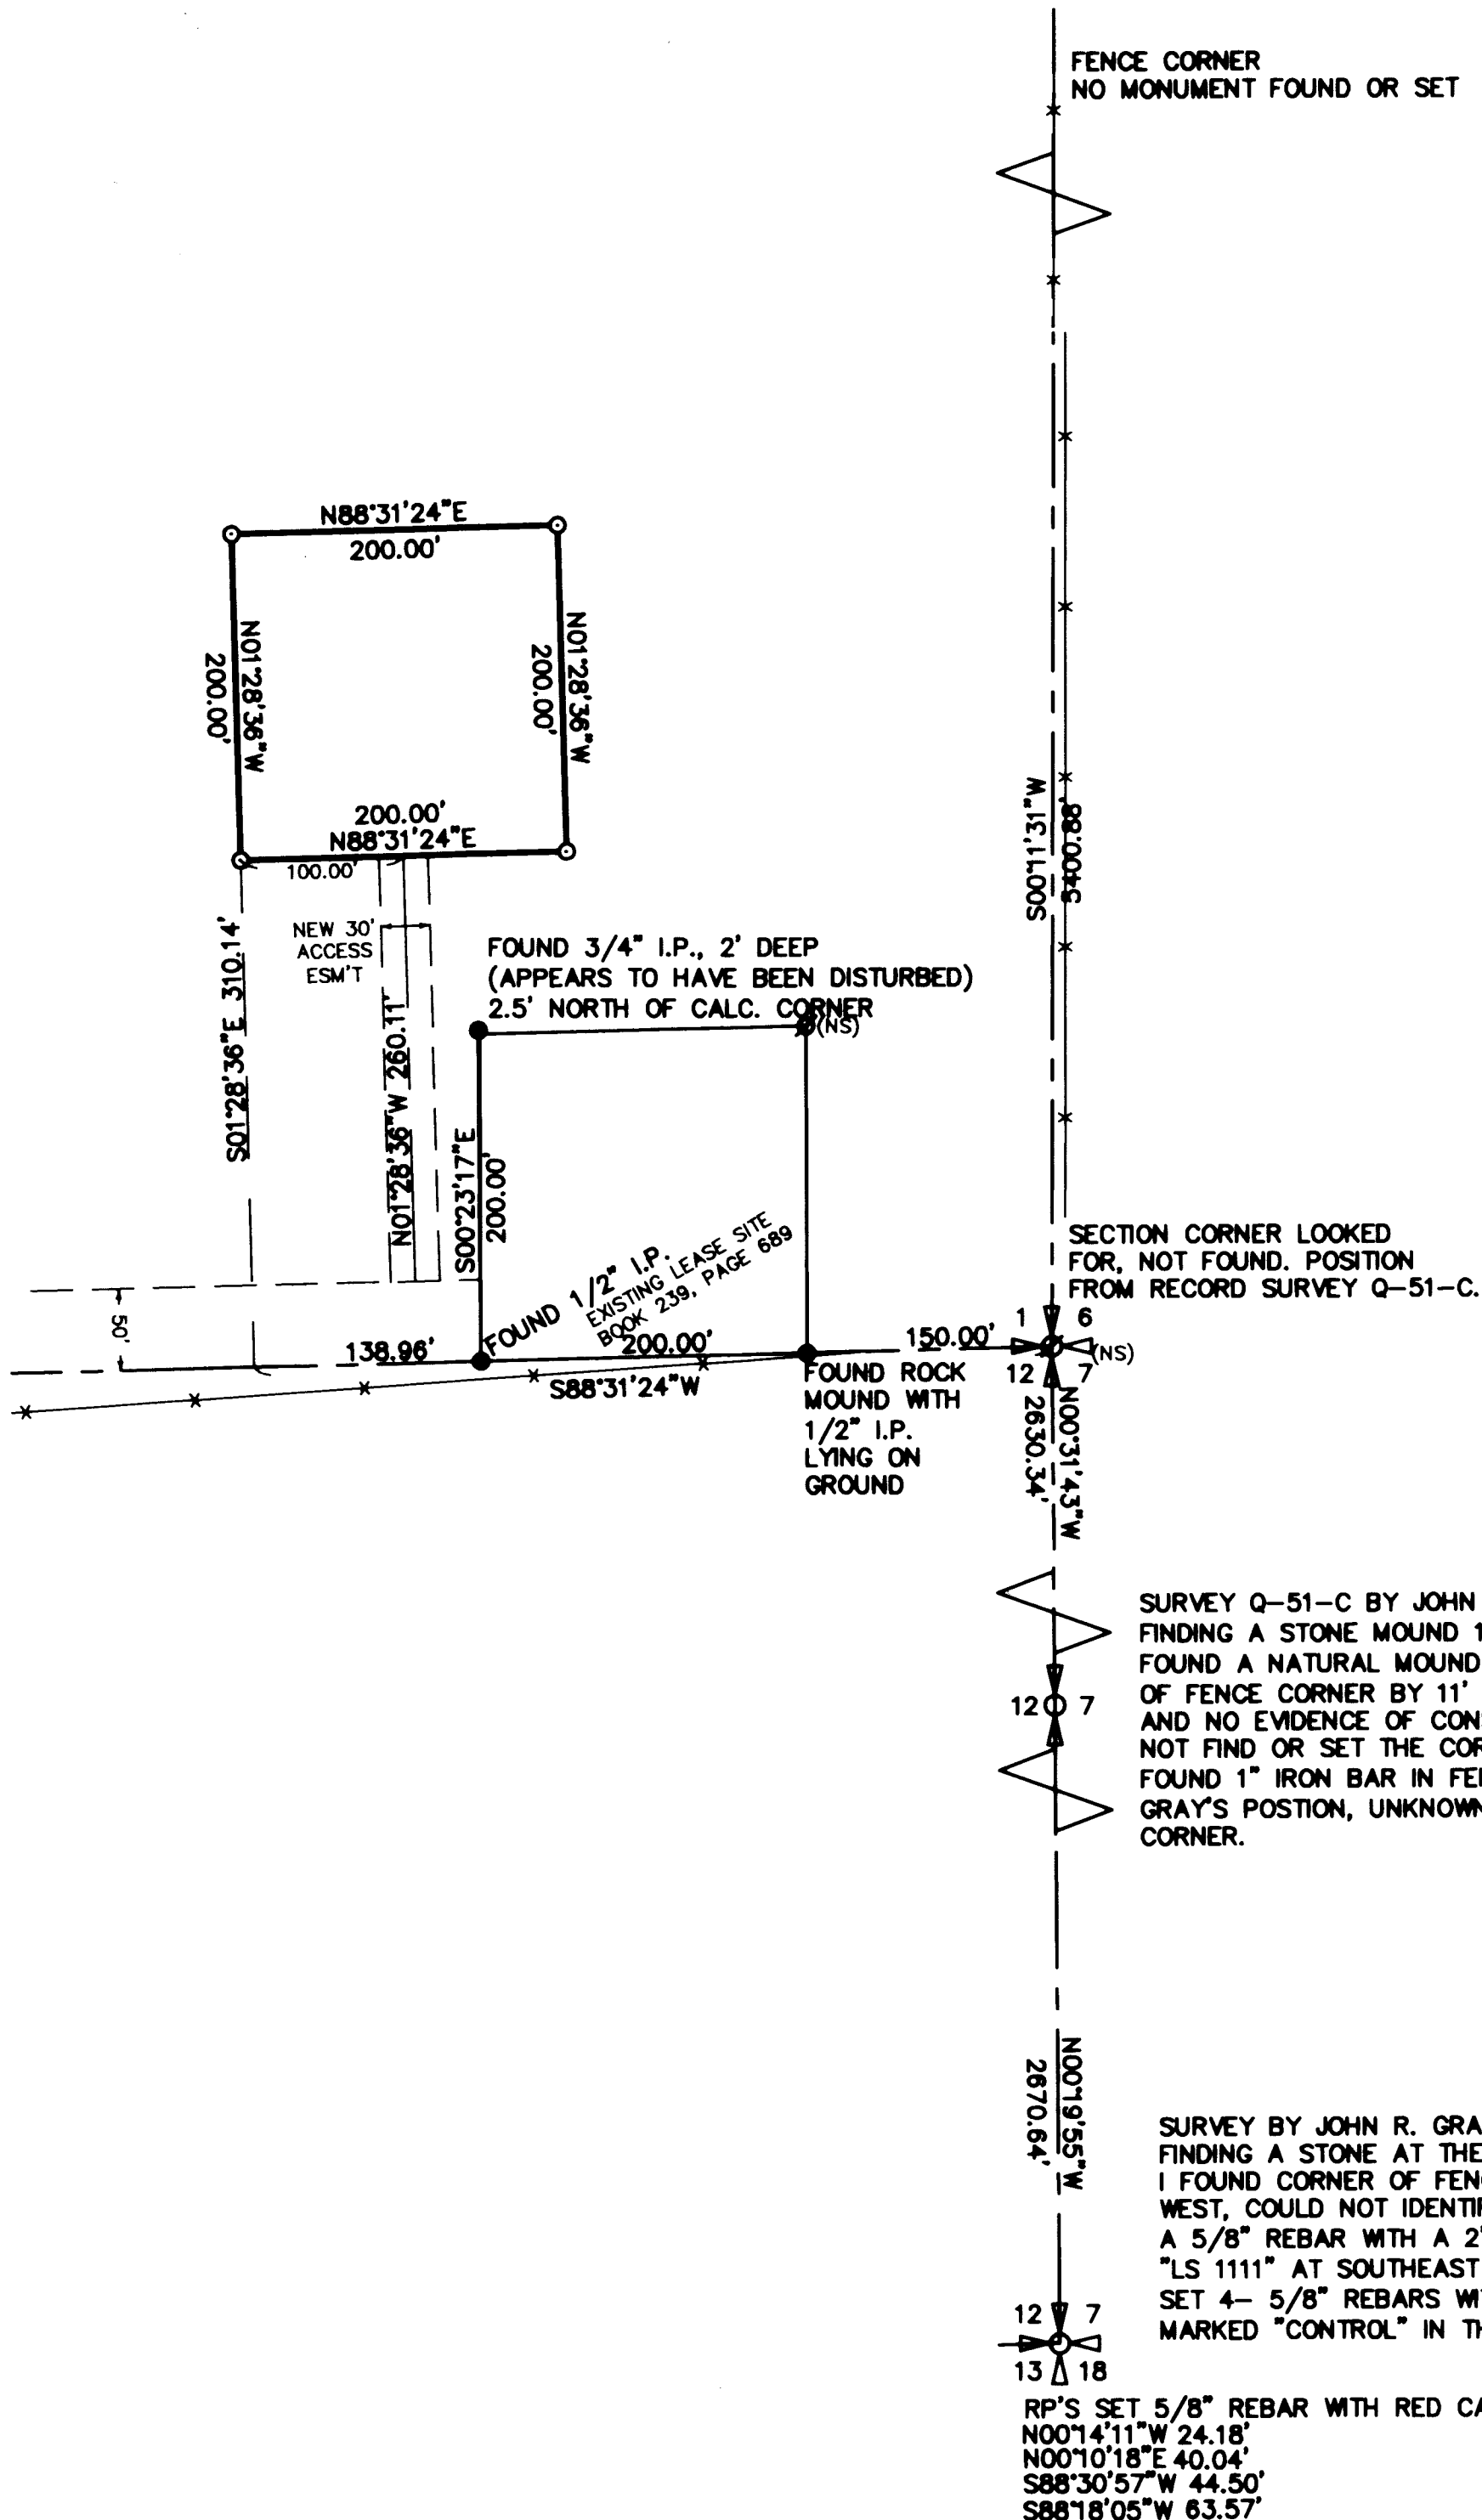 FENCE CORNER
NO MONUMENT FOUND OR SET
N88°31'24"E
200.00'
N01°28'36"W
200.00'
N01°28'36"W
200.00'
200.00'
N88°31'24"E
100.00'
S00°11'31"W
5400.88'
S01°28'36"E 310.14'
NEW 30'
ACCESS
ESM'T
N01°28'36"W 260.11'
FOUND 3/4" I.P., 2' DEEP
(APPEARS TO HAVE BEEN DISTURBED)
2.5' NORTH OF CALC. CORNER
(NS)
S00°23'17"E
200.00'
FOUND 1/2" I.P.
EXISTING LEASE SITE
BOOK 239, PAGE 689
SECTION CORNER LOOKED
FOR, NOT FOUND. POSITION
FROM RECORD SURVEY Q-51-C.
50'
138.96'
200.00'
S88°31'24"W
150.00'
1 6
12 7
(NS)
FOUND ROCK
MOUND WITH
1/2" I.P.
LYING ON
GROUND
N00°31'43"W
2630.34'
SURVEY Q-51-C BY JOHN
FINDING A STONE MOUND 1
FOUND A NATURAL MOUND
OF FENCE CORNER BY 11'
AND NO EVIDENCE OF CON
NOT FIND OR SET THE COR
FOUND 1" IRON BAR IN FE
GRAY'S POSTION, UNKNOWN
CORNER.
12 7
N00°19'55"W
2670.64'
SURVEY BY JOHN R. GRA
FINDING A STONE AT THE
I FOUND CORNER OF FEN
WEST, COULD NOT IDENTI
A 5/8" REBAR WITH A 2"
"LS 1111" AT SOUTHEAST
SET 4- 5/8" REBARS WI
MARKED "CONTROL" IN TH
12 7
13 18
RP'S SET 5/8" REBAR WITH RED CA
N00°14'11"W 24.18'
N00°10'18"E 40.04'
S88°30'57"W 44.50'
S88°18'05"W 63.57'